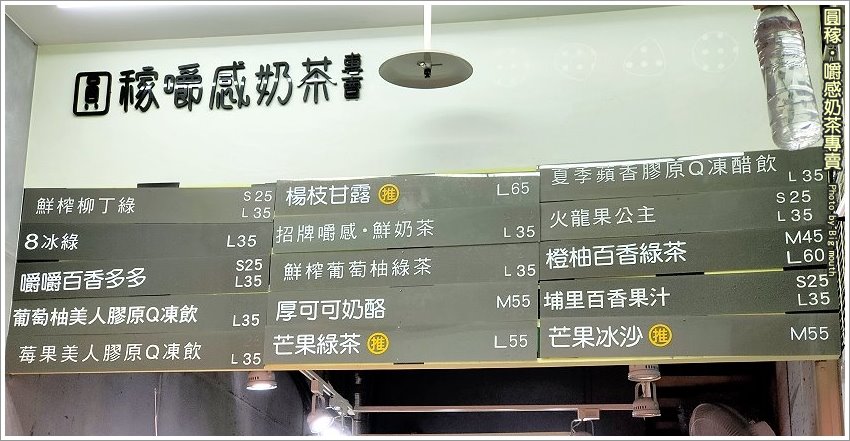 圓 稼嚼感奶茶專賣
鮮榨柳丁綠 S25 L35
8冰綠 L35
嚼嚼百香多多 S25 L35
葡萄柚美人膠原Q凍飲 L35
莓果美人膠原Q凍飲 L35
楊枝甘露 推 L65
招牌嚼感·鮮奶茶 L35
鮮榨葡萄柚綠茶 L35
厚可可奶酪 M55
芒果綠茶 推 L55
夏季蘋香膠原Q凍醋飲 L35
火龍果公主 S25 L35
橙柚百香綠茶 M45 L60
埔里百香果汁 S25 L35
芒果冰沙 推 M55
圓稼·嚼感奶茶專賣
Photo by Big mouth